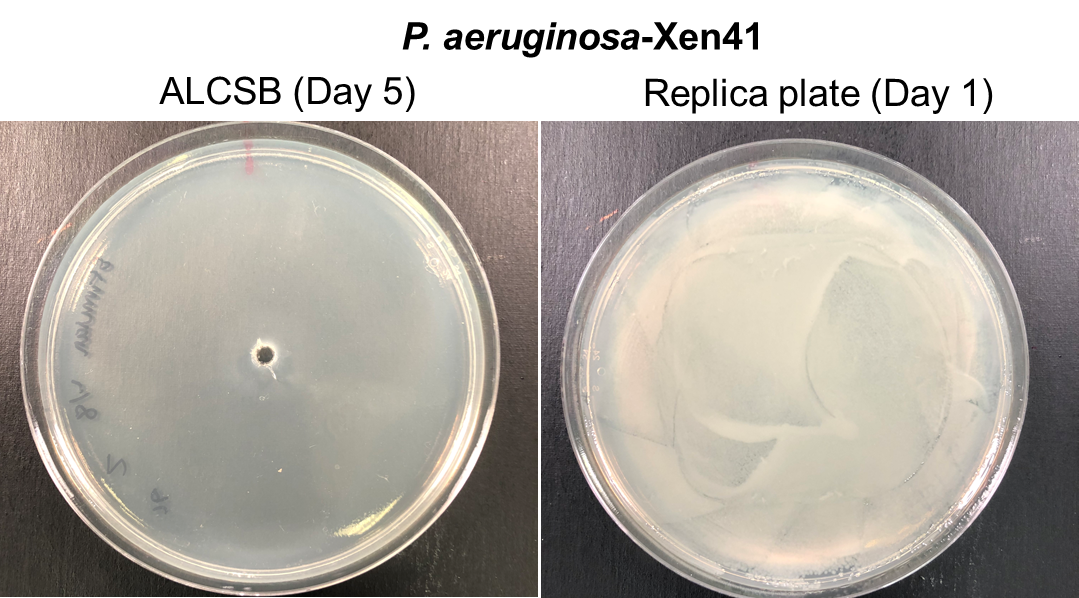 P. aeruginosa-Xen41
ALCSB (Day 5)
Replica plate (Day 1)